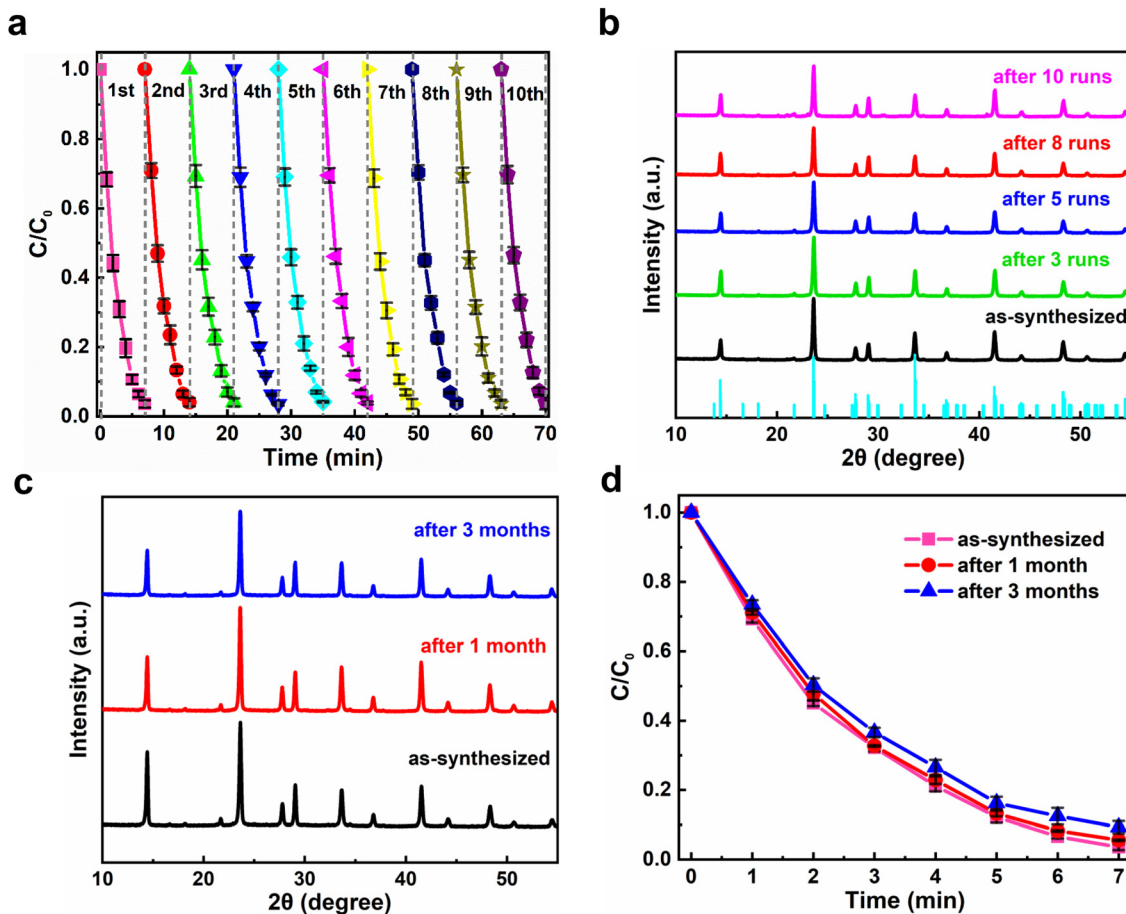 a
C/C0
1.0
0.8
0.6
0.4
0.2
0.0
1st 2nd 3rd 4th 5th 6th 7th 8th 9th 10th
0 10 20 30 40 50 60 70
Time (min)
b
Intensity (a.u.)
after 10 runs
after 8 runs
after 5 runs
after 3 runs
as-synthesized
10 20 30 40 50
2θ (degree)
c
Intensity (a.u.)
after 3 months
after 1 month
as-synthesized
10 20 30 40 50
2θ (degree)
d
C/C0
1.0
0.8
0.6
0.4
0.2
0.0
as-synthesized
after 1 month
after 3 months
0 1 2 3 4 5 6 7
Time (min)